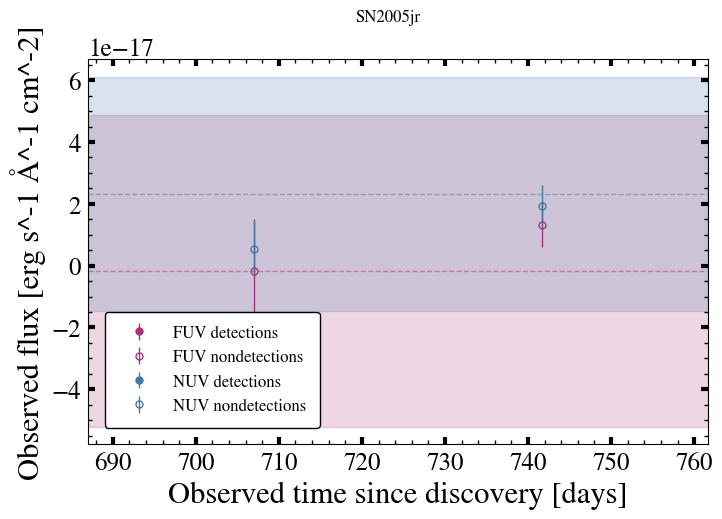 SN2005jr
1e−17
6
4
2
0
−2
−4
Observed flux [erg s^-1 Å^-1 cm^-2]
FUV detections
FUV nondetections
NUV detections
NUV nondetections
690 700 710 720 730 740 750 760
Observed time since discovery [days]